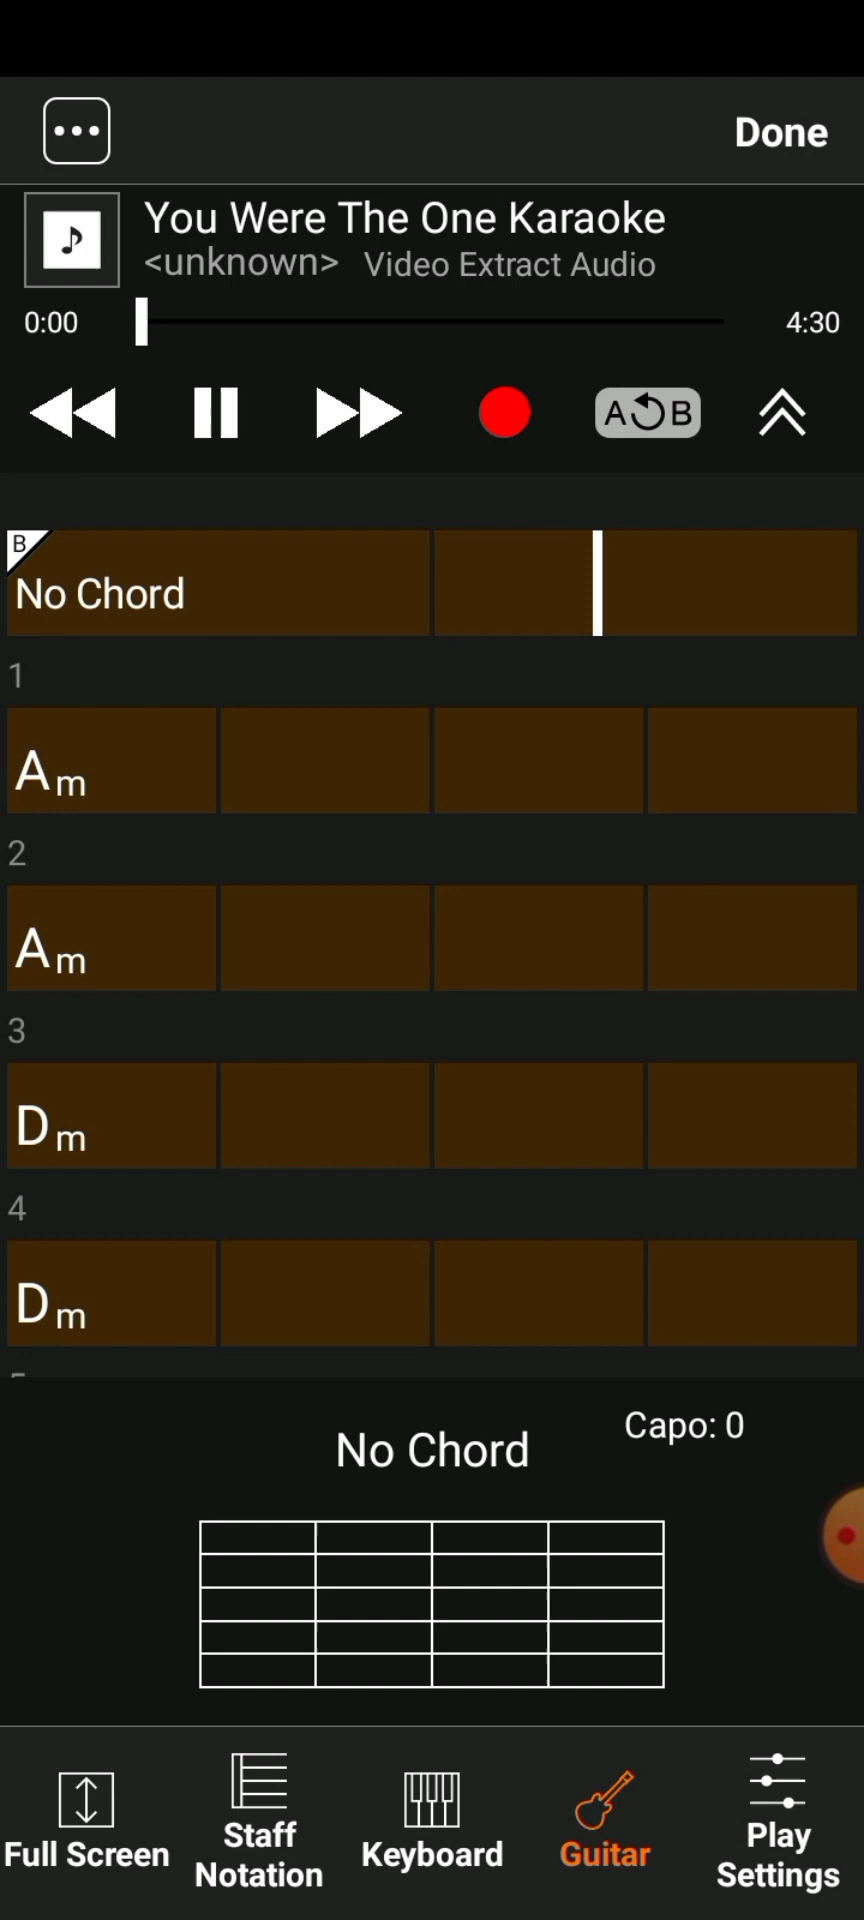 Done
You Were The One Karaoke
<unknown> Video Extract Audio
0:00 4:30
A B
B
No Chord
1
Am
2
Am
3
Dm
4
Dm
Capo: 0
No Chord
Full Screen
Staff Notation
Keyboard
Guitar
Play Settings